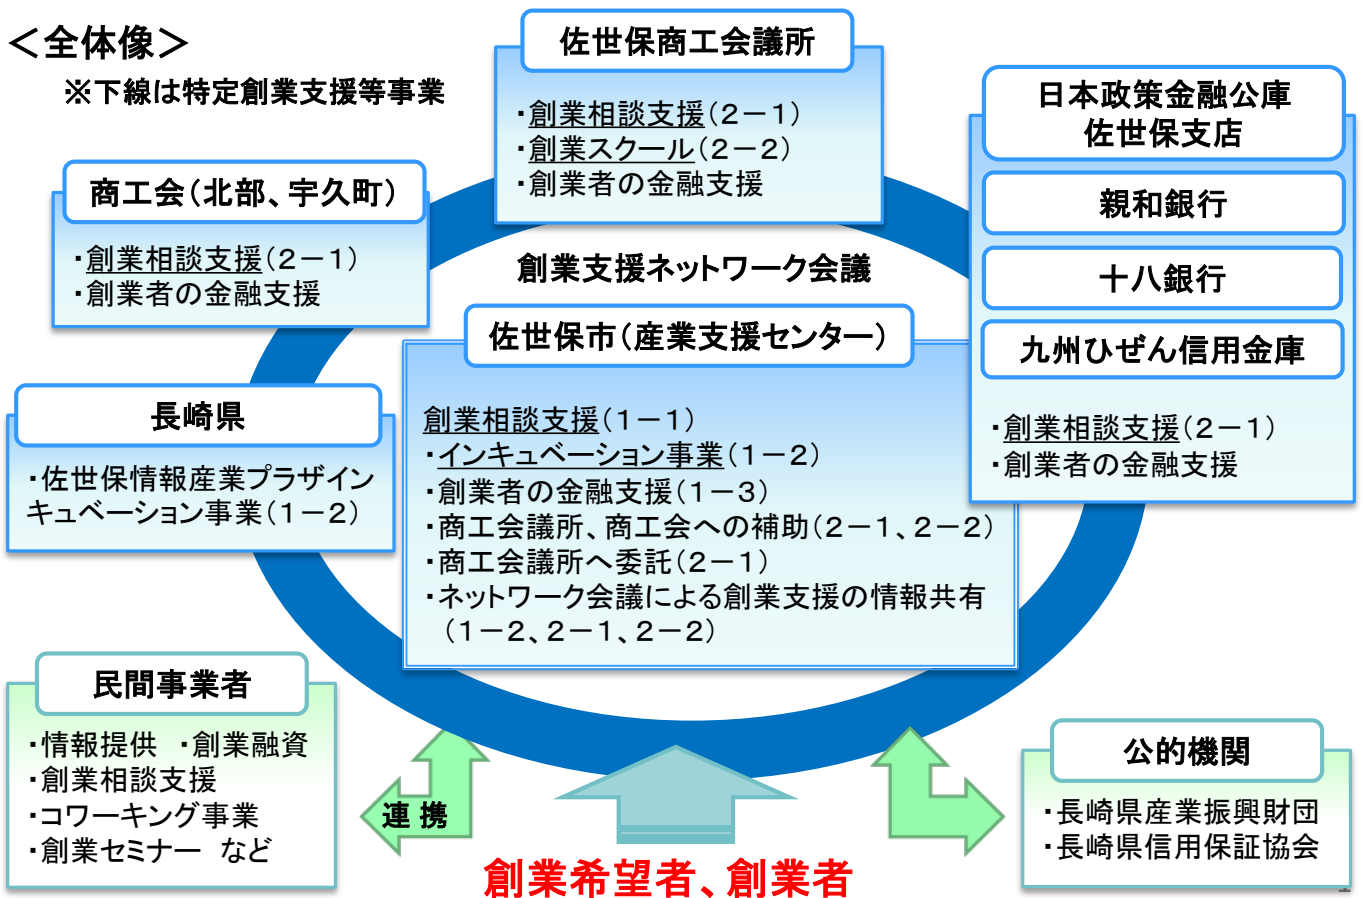 ＜全体像＞
※下線は特定創業支援等事業
佐世保商工会議所
・創業相談支援（２－１）
・創業スクール（２－２）
・創業者の金融支援
日本政策金融公庫
佐世保支店
親和銀行
十八銀行
九州ひぜん信用金庫
・創業相談支援（２－１）
・創業者の金融支援
商工会（北部、宇久町）
・創業相談支援（２－１）
・創業者の金融支援
創業支援ネットワーク会議
佐世保市（産業支援センター）
創業相談支援（１－１）
・インキュベーション事業（１－２）
・創業者の金融支援（１－３）
・商工会議所、商工会への補助（２－１、２－２）
・商工会議所へ委託（２－１）
・ネットワーク会議による創業支援の情報共有
（１－２、２－１、２－２）
長崎県
・佐世保情報産業プラザイン
キュベーション事業（１－２）
民間事業者
・情報提供　・創業融資
・創業相談支援
・コワーキング事業
・創業セミナー　など
連 携
公的機関
・長崎県産業振興財団
・長崎県信用保証協会
創業希望者、創業者